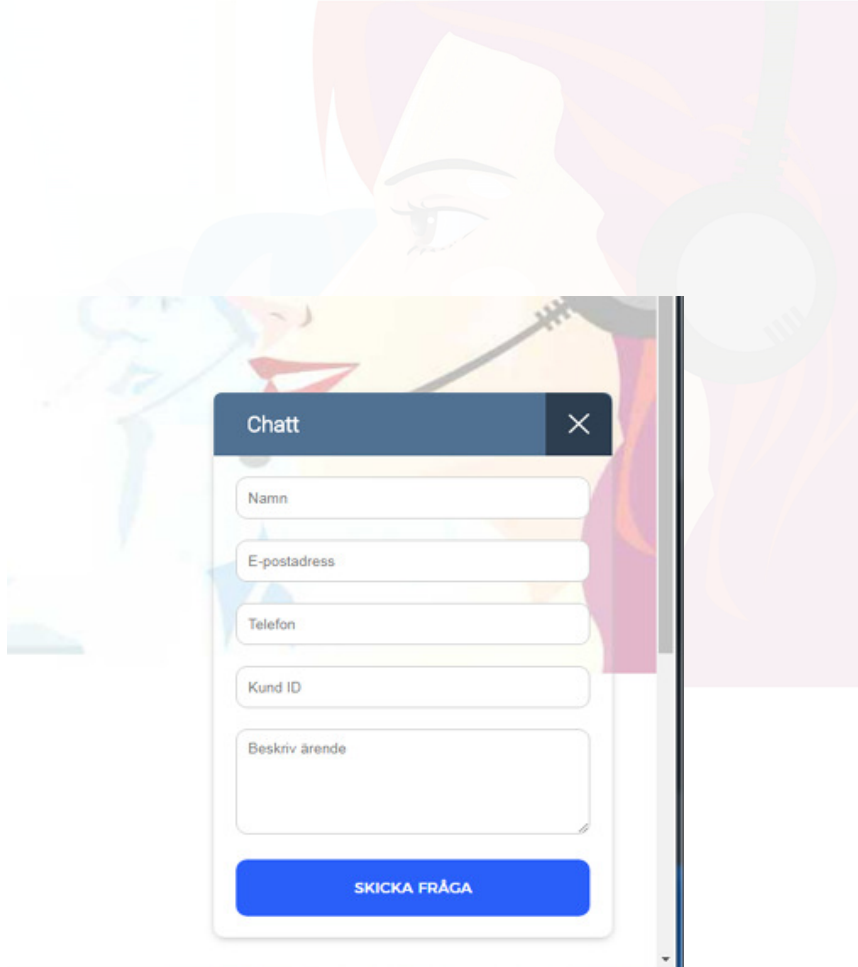 Chatt
Namn
E-postadress
Telefon
Kund ID
Beskriv ärende
SKICKA FRÅGA